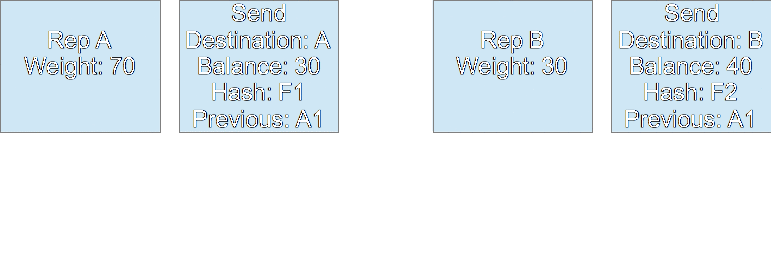 Rep A
Weight: 70
Send
Destination: A
Balance: 30
Hash: F1
Previous: A1
Rep B
Weight: 30
Send
Destination: B
Balance: 40
Hash: F2
Previous: A1